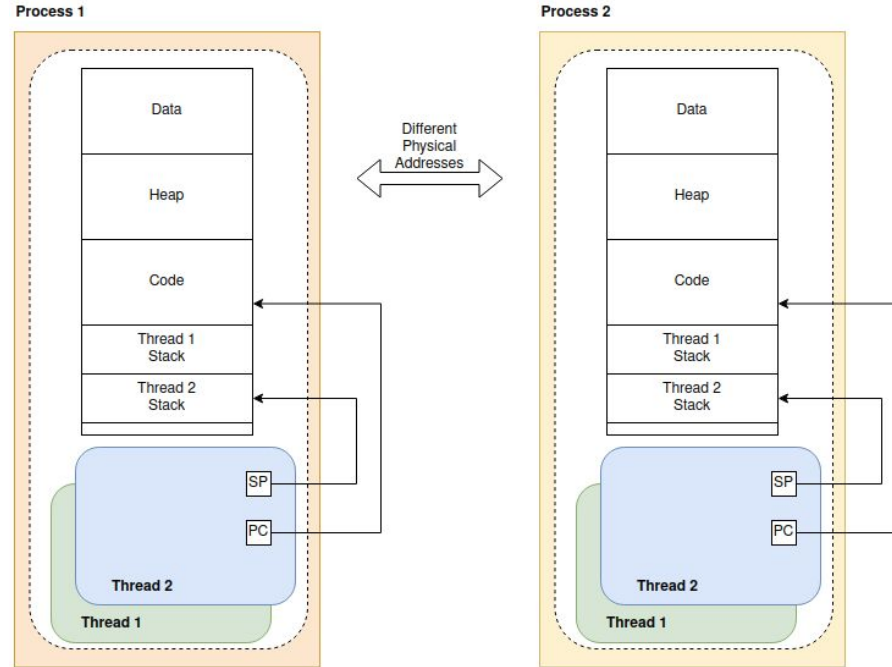 Process 1
Data
Heap
Code
Thread 1
Stack
Thread 2
Stack
SP
PC
Thread 2
Thread 1
Different
Physical
Addresses
Process 2
Data
Heap
Code
Thread 1
Stack
Thread 2
Stack
SP
PC
Thread 2
Thread 1